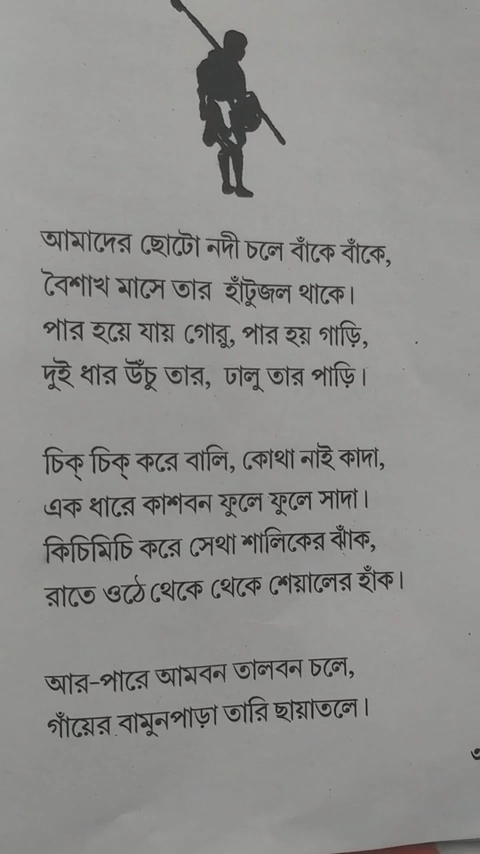 আমাদের ছোটো নদী চলে বাঁকে বাঁকে,
বৈশাখ মাসে তার হাঁটুজল থাকে।
পার হয়ে যায় গোরু, পার হয় গাড়ি,
দুই ধার উঁচু তার, ঢালু তার পাড়ি।
চিক্ চিক্ করে বালি, কোথা নাই কাদা,
এক ধারে কাশবন ফুলে ফুলে সাদা।
কিচিমিচি করে সেথা শালিকের ঝাঁক,
রাতে ওঠে থেকে থেকে শেয়ালের হাঁক।
আর-পারে আমবন তালবন চলে,
গাঁয়ের বামুনপাড়া তারি ছায়াতলে।